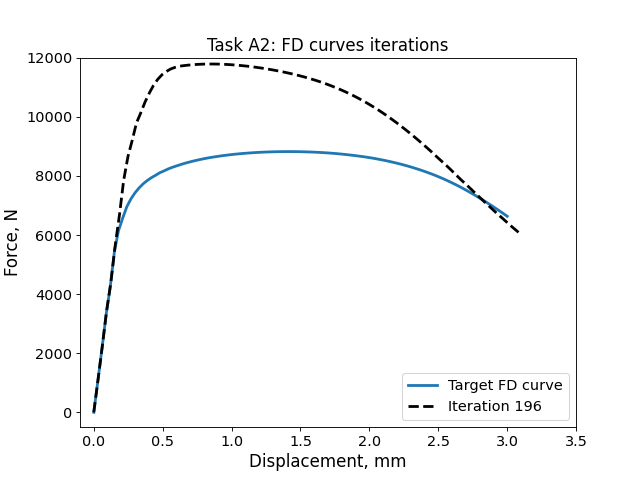 Task A2: FD curves iterations
12000
10000
8000
6000
4000
2000
0
Force, N
Target FD curve
Iteration 196
0.0 0.5 1.0 1.5 2.0 2.5 3.0 3.5
Displacement, mm